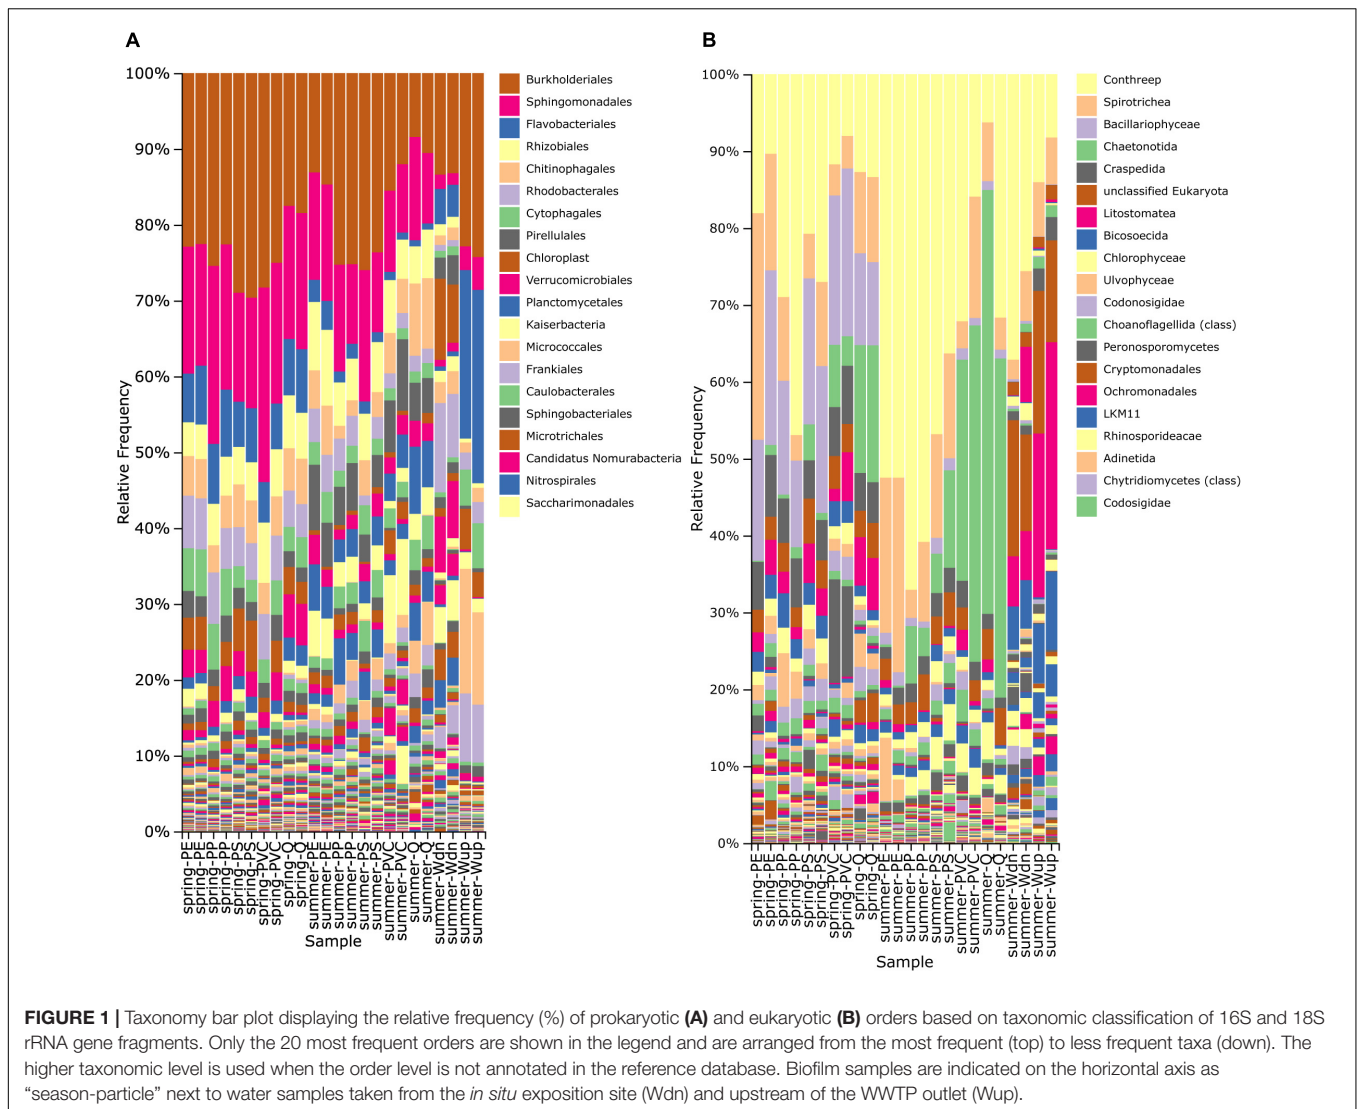 A
100%
90%
80%
70%
60%
50%
40%
30%
20%
10%
0%
Relative Frequency
spring-PE
spring-PE
spring-PP
spring-PP
spring-PS
spring-PS
spring-PVC
spring-PVC
spring-Q
spring-Q
summer-PE
summer-PE
summer-PP
summer-PP
summer-PS
summer-PS
summer-PVC
summer-PVC
summer-Q
summer-Q
summer-Wdn
summer-Wdn
summer-Wup
summer-Wup
Sample
Burkholderiales
Sphingomonadales
Flavobacteriales
Rhizobiales
Chitinophagales
Rhodobacterales
Cytophagales
Pirellulales
Chloroplast
Verrucomicrobiales
Planctomycetales
Kaiserbacteria
Micrococcales
Frankiales
Caulobacterales
Sphingobacteriales
Microtrichales
Candidatus Nomurabacteria
Nitrospirales
Saccharimonadales
B
100%
90%
80%
70%
60%
50%
40%
30%
20%
10%
0%
Relative Frequency
spring-PE
spring-PE
spring-PP
spring-PP
spring-PS
spring-PS
spring-PVC
spring-PVC
spring-Q
spring-Q
summer-PE
summer-PE
summer-PP
summer-PP
summer-PS
summer-PS
summer-PVC
summer-PVC
summer-Q
summer-Q
summer-Wdn
summer-Wdn
summer-Wup
summer-Wup
Sample
Conthreep
Spirotrichea
Bacillariophyceae
Chaetonotida
Craspedida
unclassified Eukaryota
Litostomatea
Bicosoecida
Chlorophyceae
Ulvophyceae
Codonosigidae
Choanoflagellida (class)
Peronosporomycetes
Cryptomonadales
Ochromonadales
LKM11
Rhinosporideacae
Adinetida
Chytridiomycetes (class)
Codosigidae
FIGURE 1 | Taxonomy bar plot displaying the relative frequency (%) of prokaryotic (A) and eukaryotic (B) orders based on taxonomic classification of 16S and 18S
rRNA gene fragments. Only the 20 most frequent orders are shown in the legend and are arranged from the most frequent (top) to less frequent taxa (down). The
higher taxonomic level is used when the order level is not annotated in the reference database. Biofilm samples are indicated on the horizontal axis as
“season-particle” next to water samples taken from the in situ exposition site (Wdn) and upstream of the WWTP outlet (Wup).